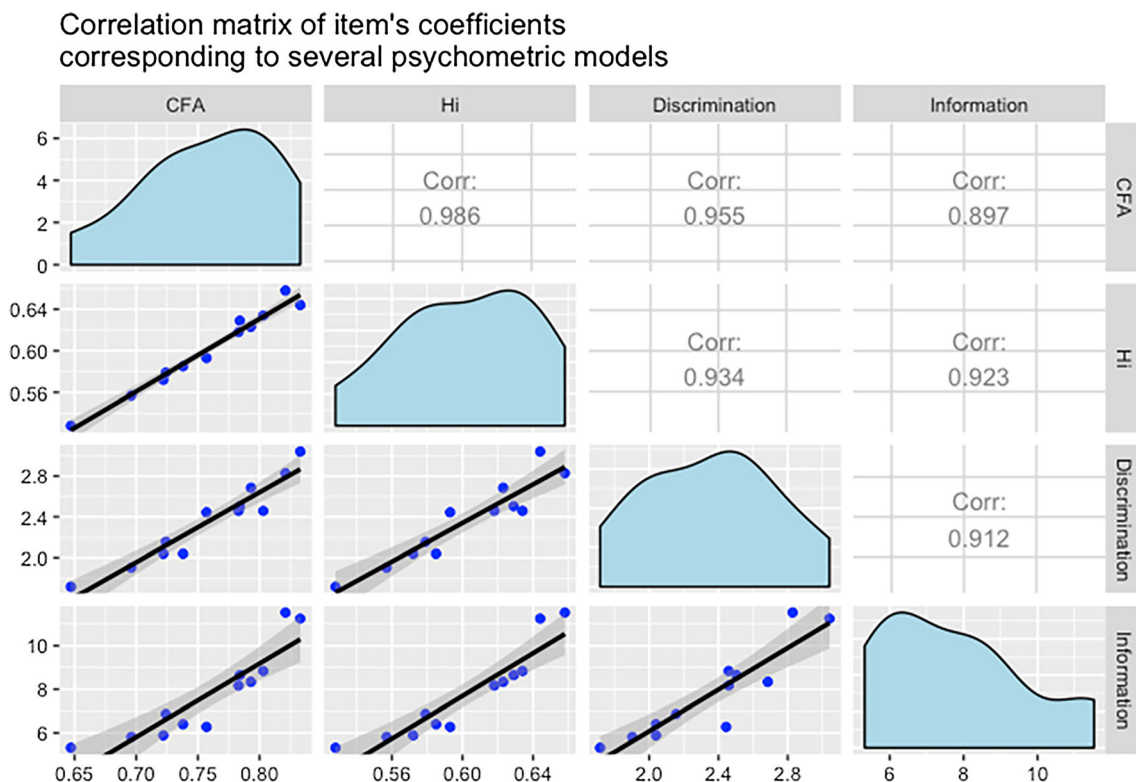 Correlation matrix of item's coefficients
corresponding to several psychometric models
CFA Hi Discrimination Information
6
4
2
0
Corr:
0.986
Corr:
0.955
Corr:
0.897
CFA
0.64
0.60
0.56
Corr:
0.934
Corr:
0.923
Hi
2.8
2.4
2.0
Corr:
0.912
Discrimination
10
8
6
Information
0.65 0.70 0.75 0.80 0.56 0.60 0.64 2.0 2.4 2.8 6 8 10